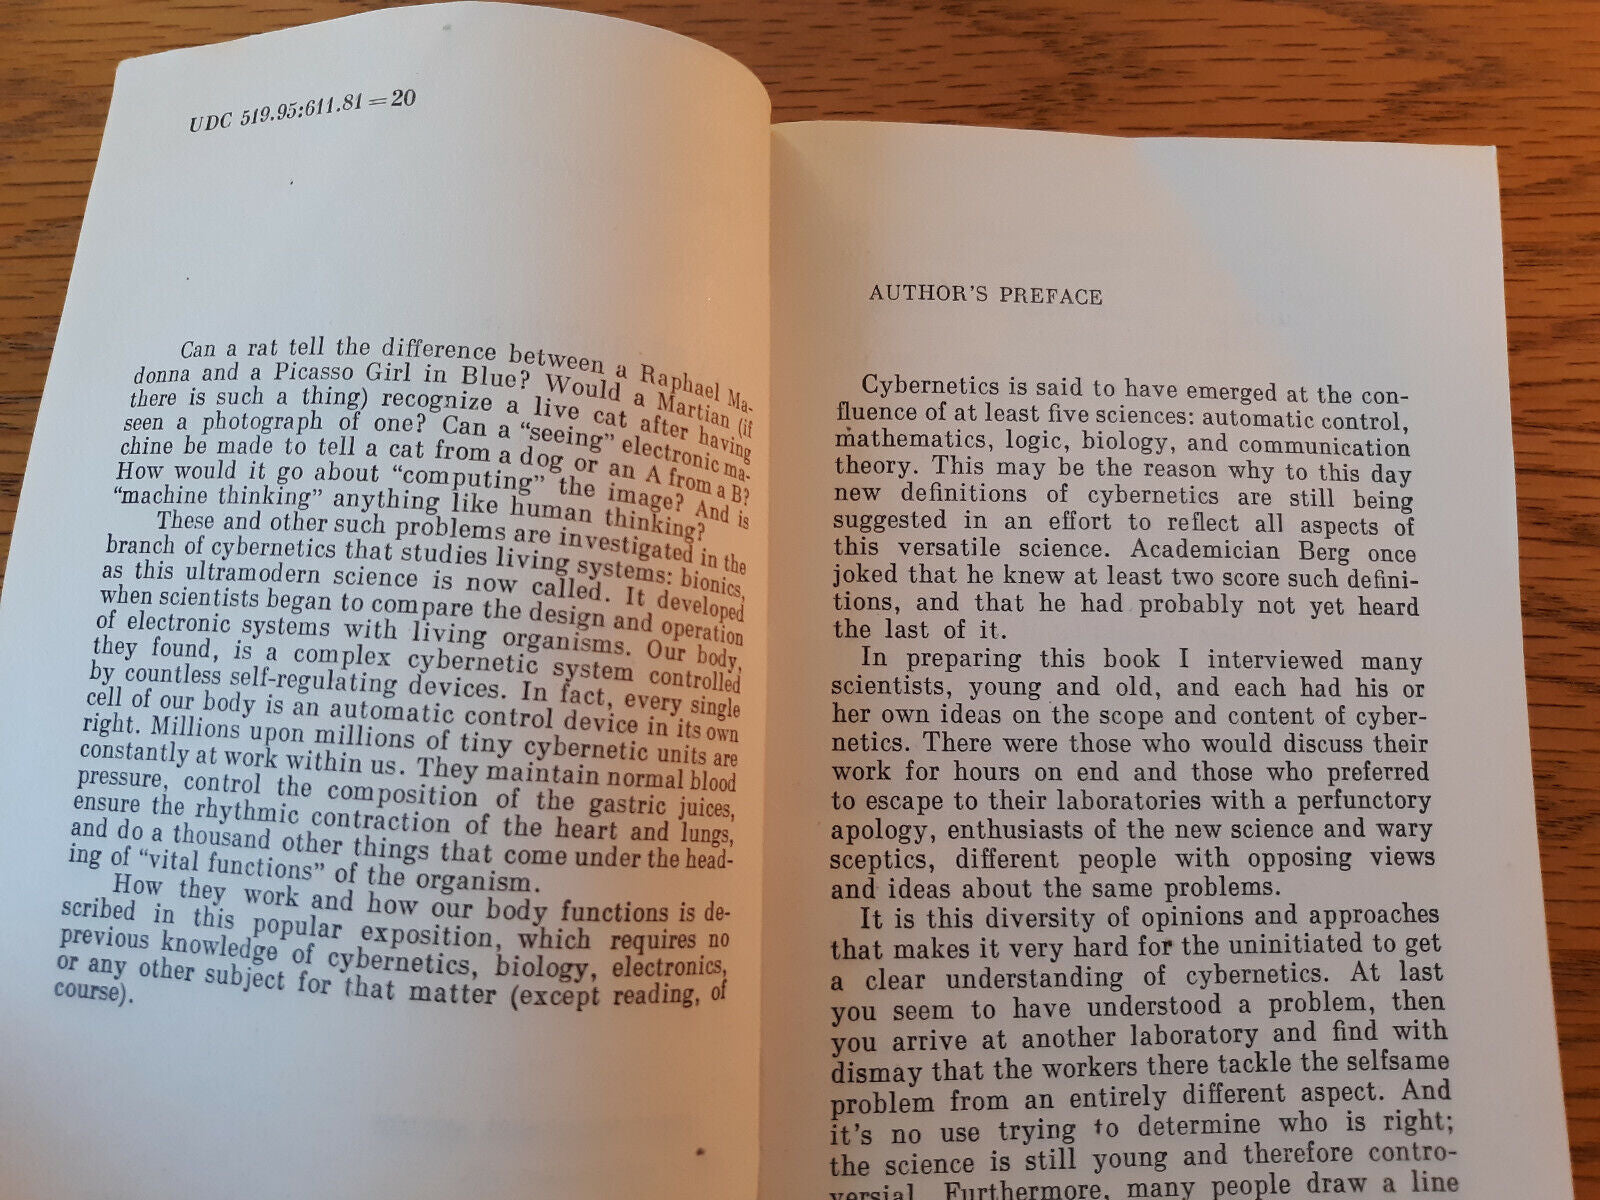 UDC 519.95:611.81=20
Can a rat tell the difference between a Raphael Ma-
donna and a Picasso Girl in Blue? Would a Martian (if
there is such a thing) recognize a live cat after having
seen a photograph of one? Can a “seeing” electronic ma-
chine be made to tell a cat from a dog or an A from a B?
How would it go about “computing” the image? And is
“machine thinking” anything like human thinking?
These and other such problems are investigated in the
branch of cybernetics that studies living systems: bionics,
as this ultramodern science is now called. It developed
when scientists began to compare the design and operation
of electronic systems with living organisms. Our body,
they found, is a complex cybernetic system controlled
by countless self-regulating devices. In fact, every single
cell of our body is an automatic control device in its own
right. Millions upon millions of tiny cybernetic units are
constantly at work within us. They maintain normal blood
pressure, control the composition of the gastric juices,
ensure the rhythmic contraction of the heart and lungs,
and do a thousand other things that come under the head-
ing of “vital functions” of the organism.
How they work and how our body functions is de-
scribed in this popular exposition, which requires no
previous knowledge of cybernetics, biology, electronics,
or any other subject for that matter (except reading, of
course).
AUTHOR'S PREFACE
Cybernetics is said to have emerged at the con-
fluence of at least five sciences: automatic control,
mathematics, logic, biology, and communication
theory. This may be the reason why to this day
new definitions of cybernetics are still being
suggested in an effort to reflect all aspects of
this versatile science. Academician Berg once
joked that he knew at least two score such defini-
tions, and that he had probably not yet heard
the last of it.
In preparing this book I interviewed many
scientists, young and old, and each had his or
her own ideas on the scope and content of cyber-
netics. There were those who would discuss their
work for hours on end and those who preferred
to escape to their laboratories with a perfunctory
apology, enthusiasts of the new science and wary
sceptics, different people with opposing views
and ideas about the same problems.
It is this diversity of opinions and approaches
that makes it very hard for the uninitiated to get
a clear understanding of cybernetics. At last
you seem to have understood a problem, then
you arrive at another laboratory and find with
dismay that the workers there tackle the selfsame
problem from an entirely different aspect. And
it's no use trying to determine who is right;
the science is still young and therefore contro-
versial. Furthermore, many people draw a line